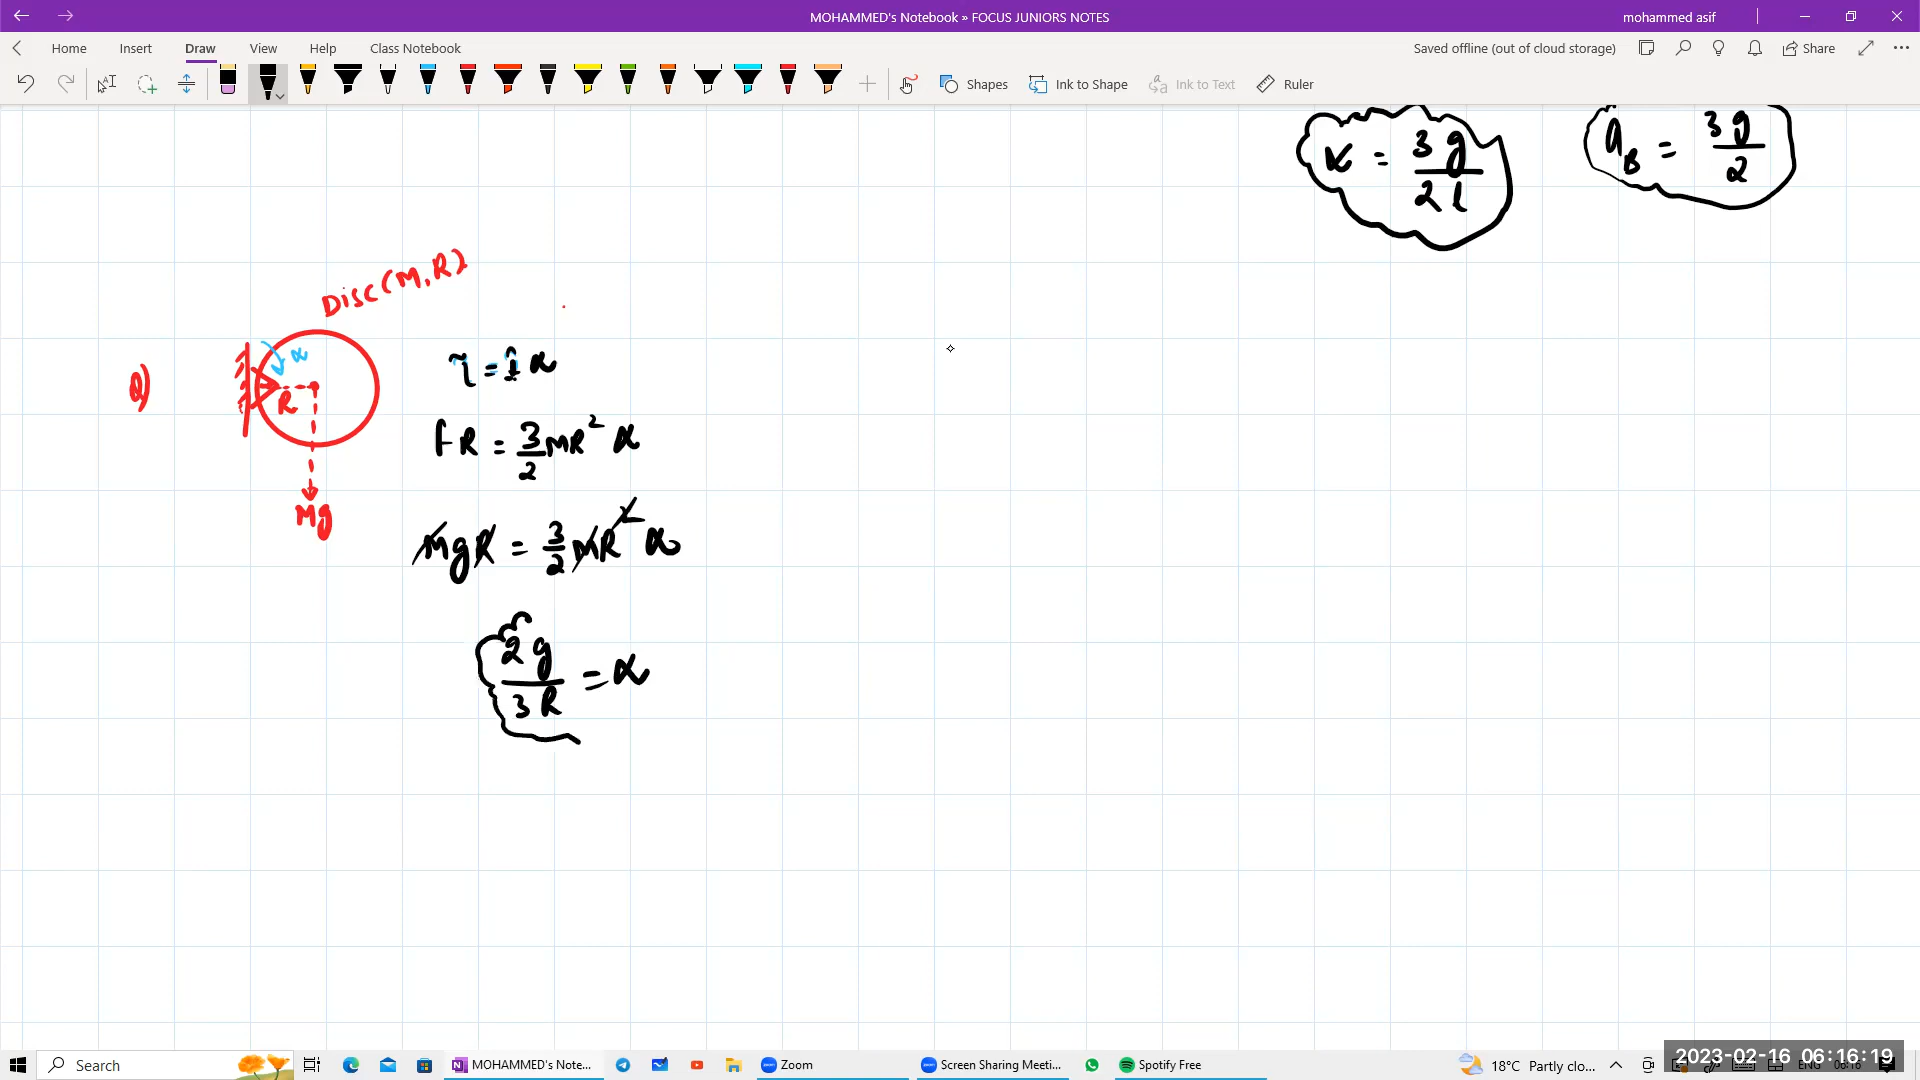 MOHAMMED's Notebook » FOCUS JUNIORS NOTES
mohammed asif
Home Insert Draw View Help Class Notebook
Saved offline (out of cloud storage)
Share
Shapes
Ink to Shape
Ink to Text
Ruler
α = 3g/2l
a_B = 3g/2
Disc(M,R)
Q)
α
R
Mg
τ = I α
FR = 3/2 MR² α
MgR = 3/2 MR² α
2g/3R = α
Search
MOHAMMED's Note...
Zoom
Screen Sharing Meeti...
Spotify Free
18°C Partly clo...
2023-02-16 06:16:19